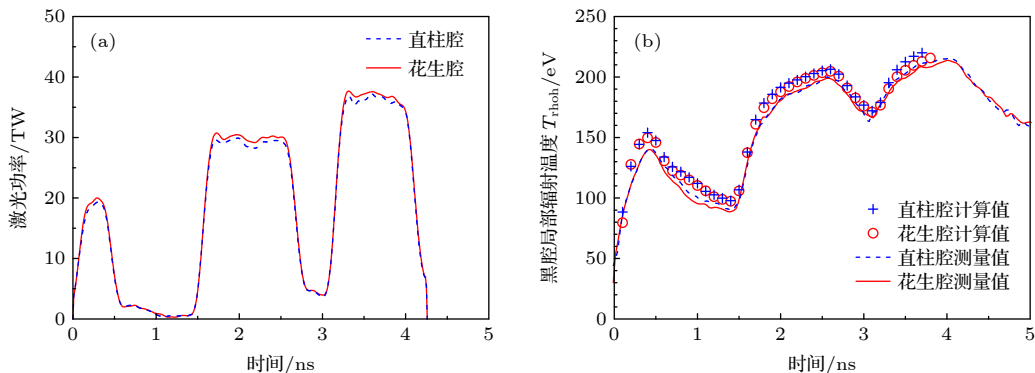 (a)
直柱腔
花生腔
激光功率/TW
50
40
30
20
10
0
0 1 2 3 4 5
时间/ns
(b)
直柱腔计算值
花生腔计算值
直柱腔测量值
花生腔测量值
黑腔局部辐射温度 Trhoh/eV
250
200
150
100
50
0
0 1 2 3 4 5
时间/ns